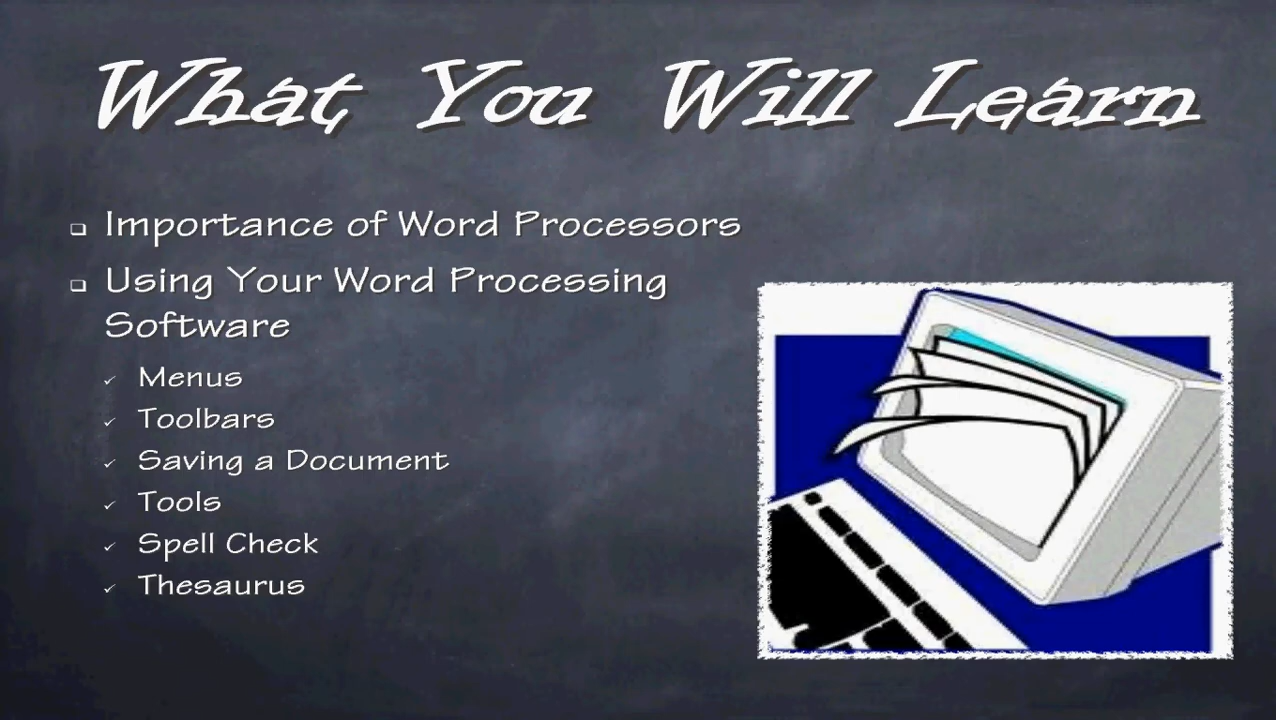 What You Will Learn
Importance of Word Processors
Using Your Word Processing
Software
Menus
Toolbars
Saving a Document
Tools
Spell Check
Thesaurus